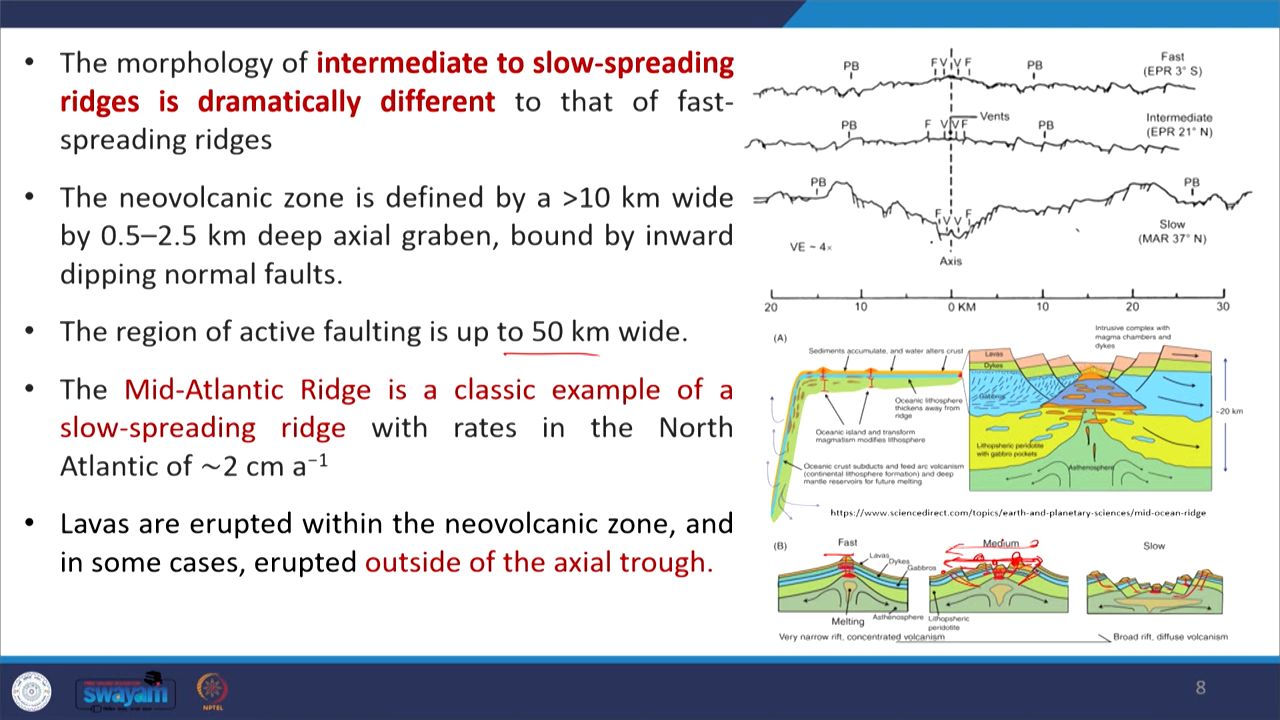 • The morphology of intermediate to slow-spreading
ridges is dramatically different to that of fast-
spreading ridges
• The neovolcanic zone is defined by a >10 km wide
by 0.5–2.5 km deep axial graben, bound by inward
dipping normal faults.
• The region of active faulting is up to 50 km wide.
• The Mid-Atlantic Ridge is a classic example of a
slow-spreading ridge with rates in the North
Atlantic of ~2 cm a⁻¹
• Lavas are erupted within the neovolcanic zone, and
in some cases, erupted outside of the axial trough.
PB F V V F PB Fast
(EPR 3° S)
Vents
PB F V V F PB Intermediate
(EPR 21° N)
PB F V V F PB
Slow
(MAR 37° N)
VE ~ 4×
Axis
20 10 0 KM 10 20 30
(A)
Sediments accumulate, and water alters crust
Oceanic lithosphere
thickens away from
ridge
Oceanic island and transform
magmatism modifies lithosphere
Oceanic crust subducts and feed arc volcanism
(continental lithosphere formation) and deep
mantle reservoirs for future melting
Intrusive complex with
magma chambers and
dykes
Lavas
Dykes
Gabbros
Lithospheric peridotite
with gabbro pockets
Asthenosphere
~20 km
https://www.sciencedirect.com/topics/earth-and-planetary-sciences/mid-ocean-ridge
(B) Fast Medium Slow
Lavas
Dykes
Gabbros
Melting
Asthenosphere
Lithopsheric
peridotite
Very narrow rift, concentrated volcanism
Broad rift, diffuse volcanism
swayam
NPTEL
8